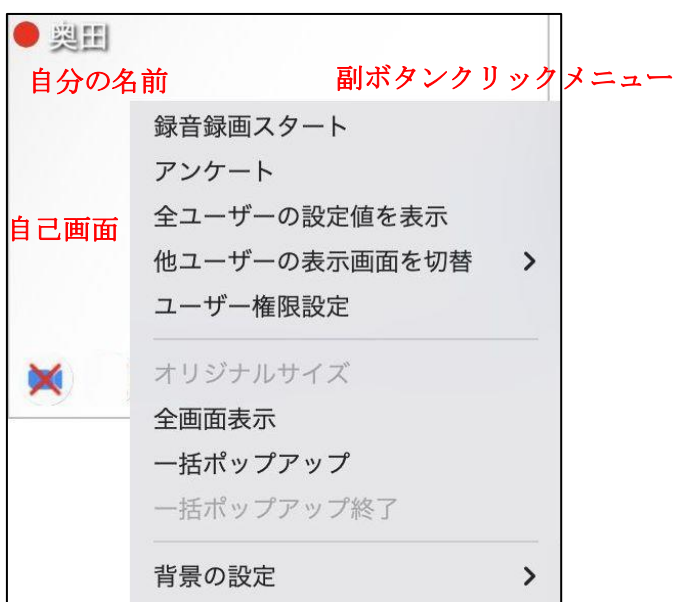 奥田
自分の名前
副ボタンクリックメニュー
録音録画スタート
アンケート
全ユーザーの設定値を表示
自己画面
他ユーザーの表示画面を切替
ユーザー権限設定
オリジナルサイズ
全画面表示
一括ポップアップ
一括ポップアップ終了
背景の設定